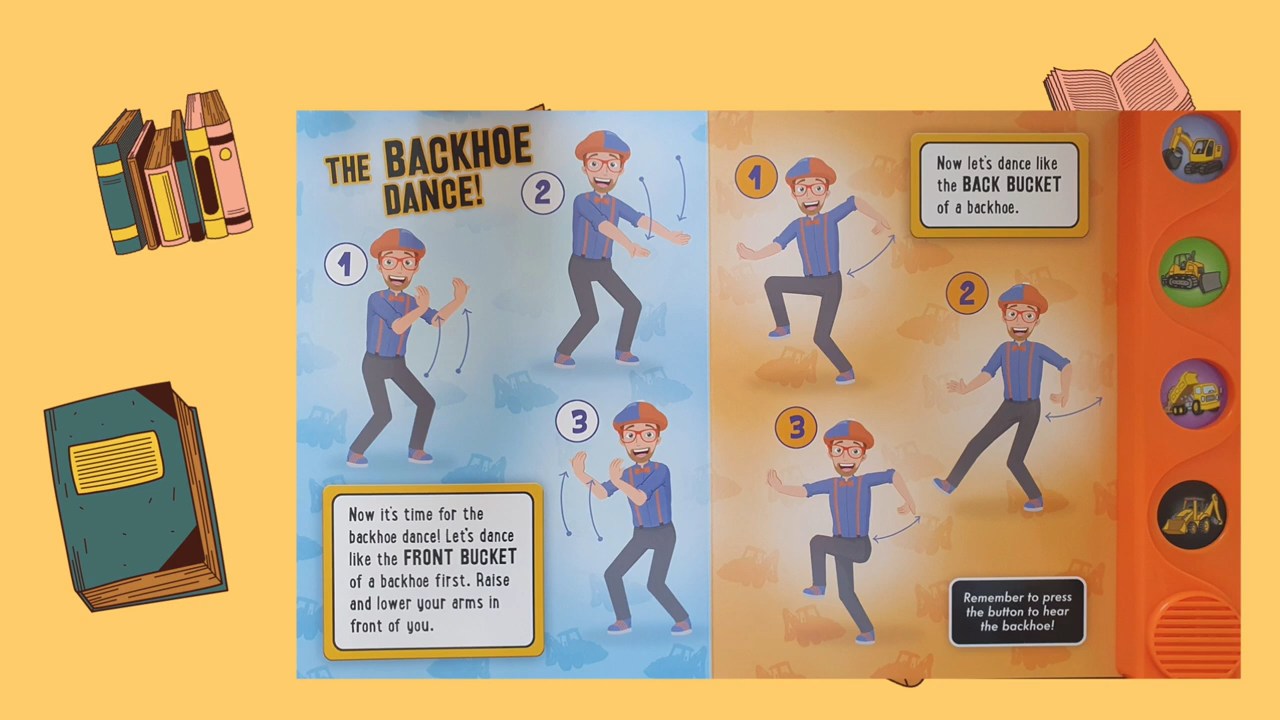 THE BACKHOE
DANCE!
1
2
3
Now it's time for the
backhoe dance! Let's dance
like the FRONT BUCKET
of a backhoe first. Raise
and lower your arms in
front of you.
1
Now let's dance like
the BACK BUCKET
of a backhoe.
2
3
Remember to press
the button to hear
the backhoe!